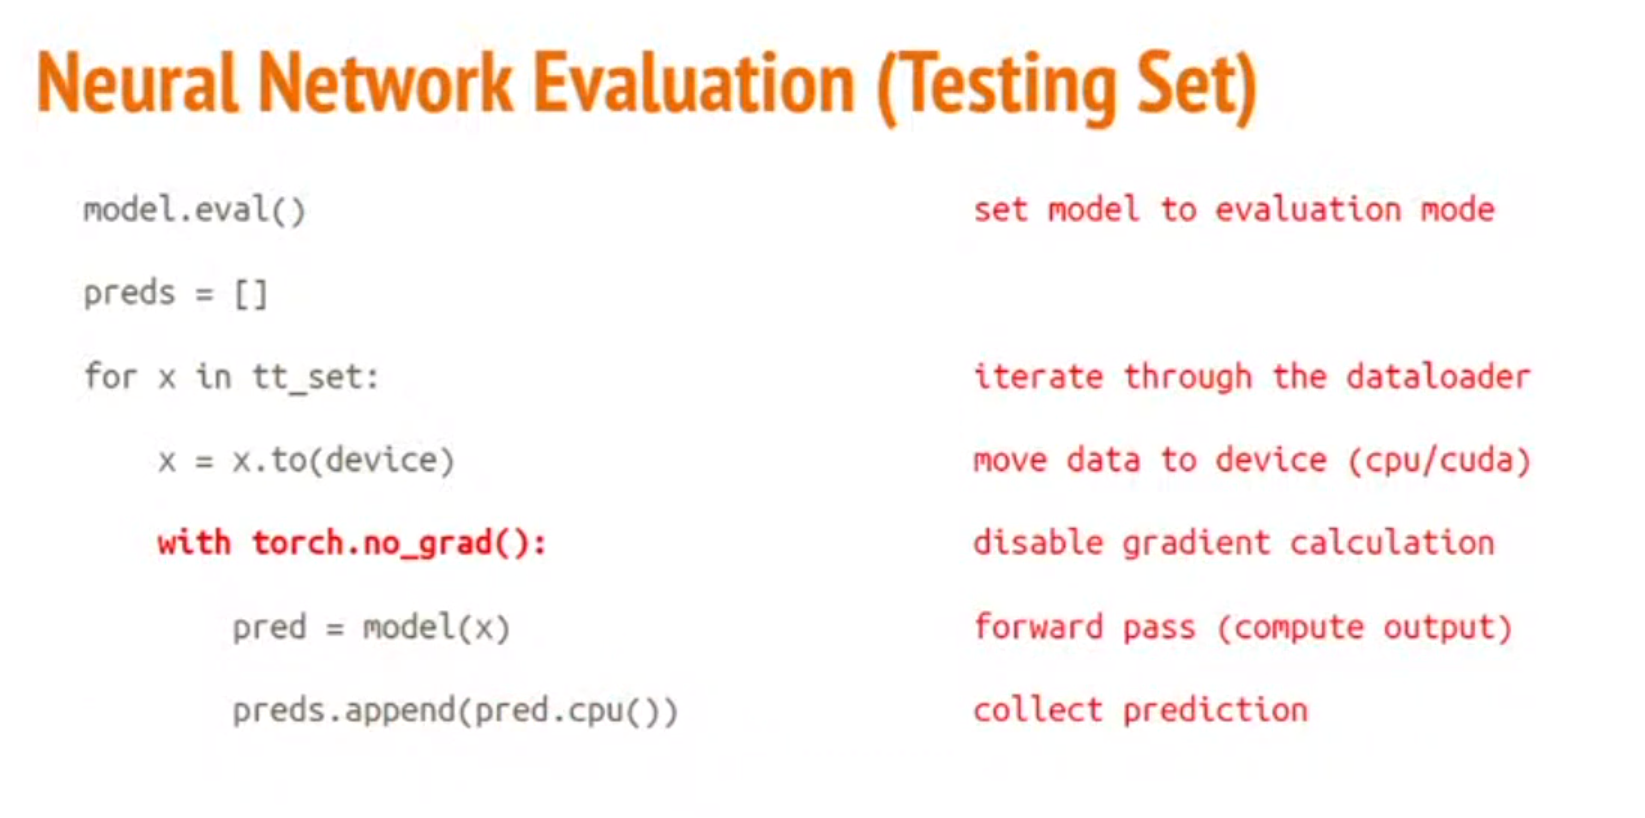 Neural Network Evaluation (Testing Set)
model.eval() set model to evaluation mode
preds = []
for x in tt_set: iterate through the dataloader
x = x.to(device) move data to device (cpu/cuda)
with torch.no_grad(): disable gradient calculation
pred = model(x) forward pass (compute output)
preds.append(pred.cpu()) collect prediction